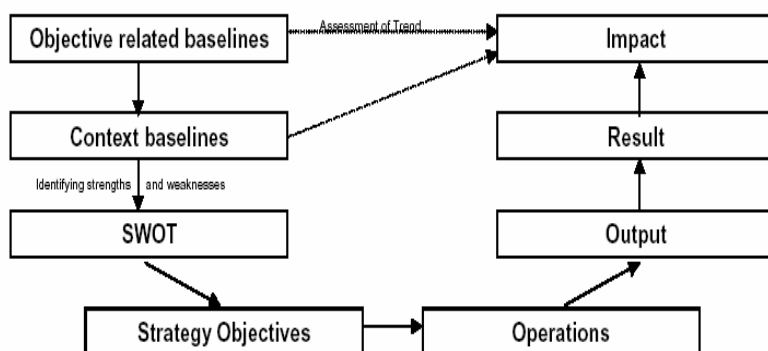 Objective related baselines
Assessment of Trend
Impact
Context baselines
Result
Identifying strengths and weaknesses
SWOT
Output
Strategy Objectives
Operations